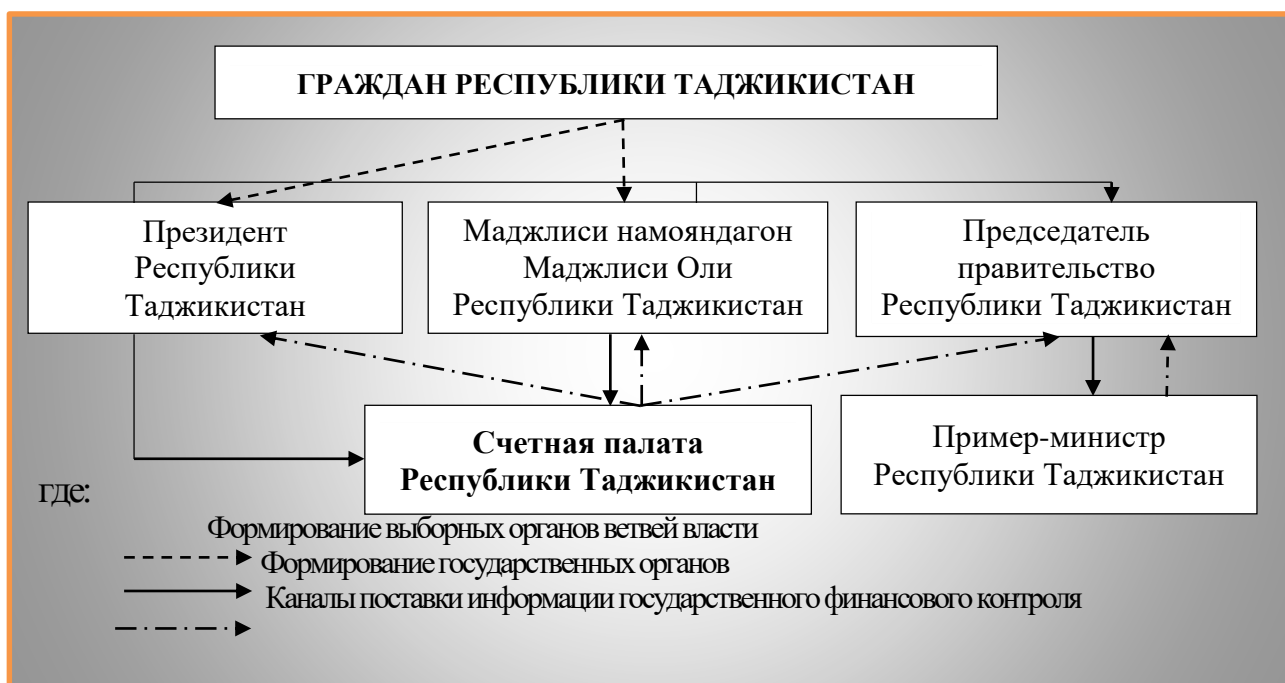 ГРАЖДАН РЕСПУБЛИКИ ТАДЖИКИСТАН
Президент
Республики
Таджикистан
Маджлиси намояндагон
Маджлиси Оли
Республики Таджикистан
Председатель
правительство
Республики Таджикистан
Счетная палата
Республики Таджикистан
Пример-министр
Республики Таджикистан
где:
Формирование выборных органов ветвей власти
Формирование государственных органов
Каналы поставки информации государственного финансового контроля